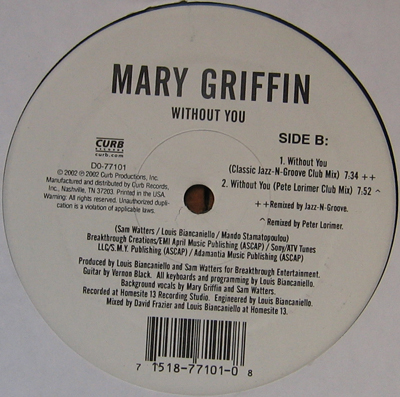 MARY GRIFFIN
WITHOUT YOU
SIDE B:
CURB
RECORDS
curb.com
D0-77101
℗ 2002 Ⓒ 2002 Curb Productions, Inc.
Manufactured and distributed by Curb Records,
Inc., Nashville, TN 37203. Printed in the USA.
Warning: All rights reserved. Unauthorized dupli-
cation is a violation of applicable laws.
1. Without You
(Classic Jazz-N-Groove Club Mix) 7:34 ++
2. Without You (Pete Lorimer Club Mix) 7:52 ^
++Remixed by Jazz-N-Groove.
^ Remixed by Peter Lorimer.
(Sam Watters / Louis Biancaniello / Mando Stamatopoulou)
Breakthrough Creations/EMI April Music Publishing (ASCAP) / Sony/ATV Tunes
LLC/S.M.Y. Publishing (ASCAP) / Adamantia Music Publishing (ASCAP)
Produced by Louis Biancaniello and Sam Watters for Breakthrough Entertainment.
Guitar by Vernon Black. All keyboards and programming by Louis Biancaniello.
Background vocals by Mary Griffin and Sam Watters.
Recorded at Homesite 13 Recording Studio. Engineered by Louis Biancaniello.
Mixed by David Frazier and Louis Biancaniello at Homesite 13.
7 15187-77101-0 8